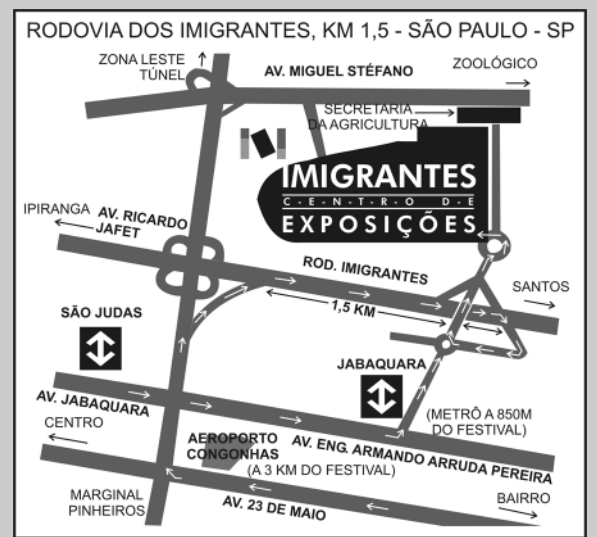 RODOVIA DOS IMIGRANTES, KM 1,5 - SÃO PAULO - SP
ZONA LESTE
TÚNEL
AV. MIGUEL STÉFANO
ZOOLÓGICO
SECRETARIA
DA AGRICULTURA
IMIGRANTES
C-E-N-T-R-O-D-E
EXPOSIÇÕES
IPIRANGA
AV. RICARDO
JAFET
ROD. IMIGRANTES
SANTOS
1,5 KM
SÃO JUDAS
JABAQUARA
AV. JABAQUARA
(METRÔ A 850M
DO FESTIVAL)
CENTRO
AEROPORTO
CONGONHAS
(A 3 KM DO FESTIVAL)
AV. ENG. ARMANDO ARRUDA PEREIRA
MARGINAL
PINHEIROS
AV. 23 DE MAIO
BAIRRO